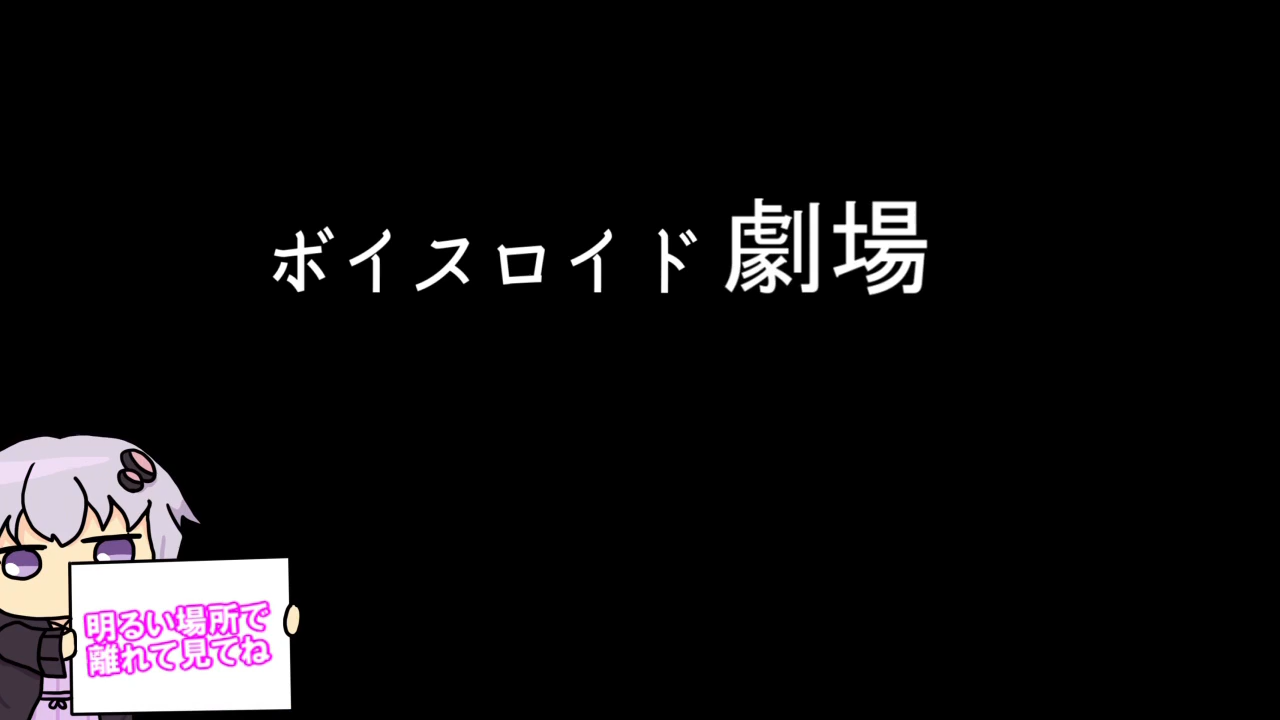 ボイスロイド劇場
明るい場所で
離れて見てね